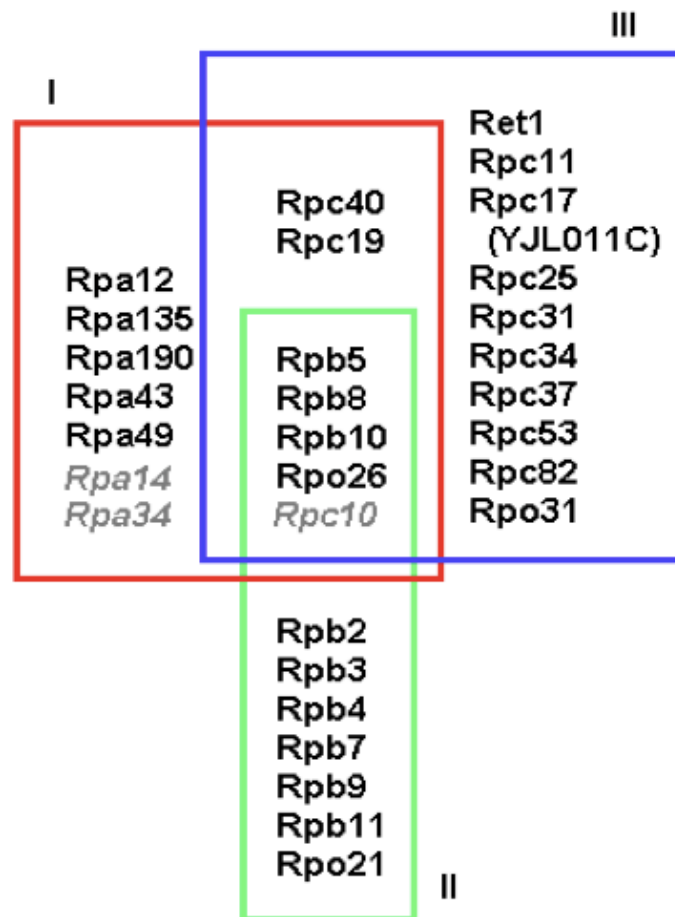 III
I
Ret1
Rpc11
Rpc17
(YJL011C)
Rpc25
Rpc31
Rpc34
Rpc37
Rpc53
Rpc82
Rpo31
Rpc40
Rpc19
Rpa12
Rpa135
Rpa190
Rpa43
Rpa49
Rpa14
Rpa34
Rpb5
Rpb8
Rpb10
Rpo26
Rpc10
Rpb2
Rpb3
Rpb4
Rpb7
Rpb9
Rpb11
Rpo21
II